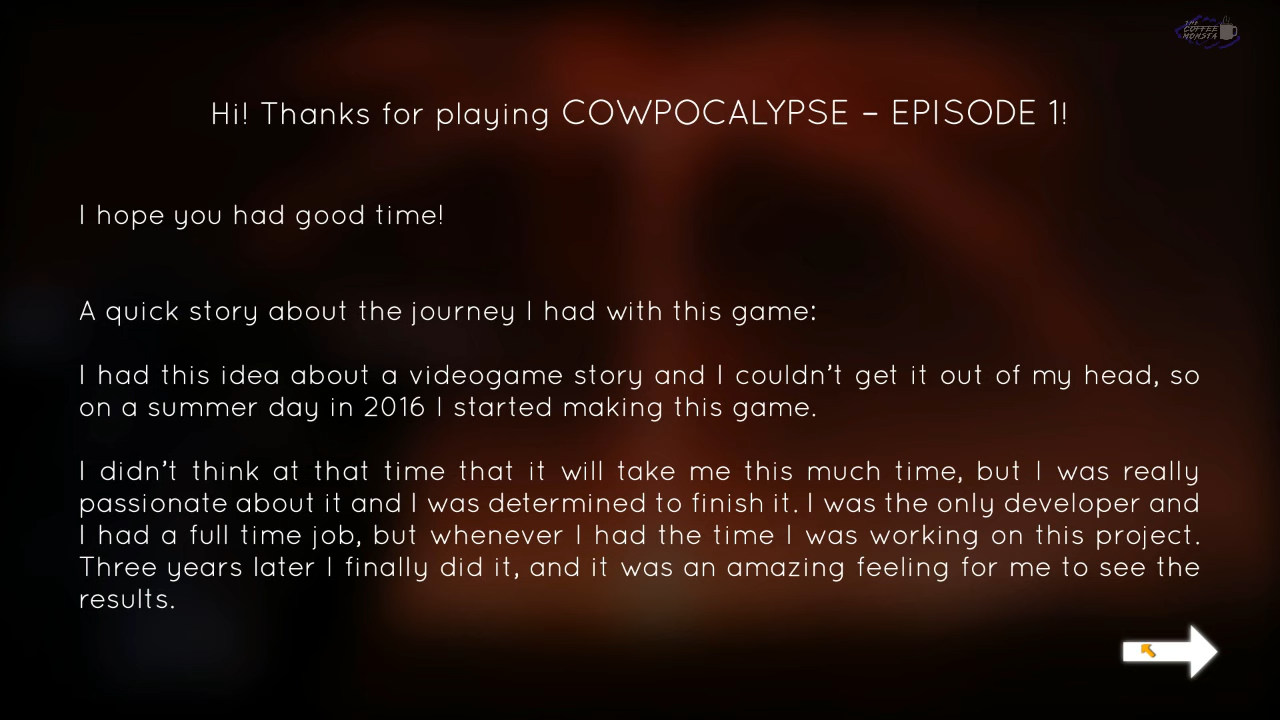 THE
COFFEE
MONSTA
Hi! Thanks for playing COWPOCALYPSE – EPISODE 1!
I hope you had good time!
A quick story about the journey I had with this game:
I had this idea about a videogame story and I couldn't get it out of my head, so
on a summer day in 2016 I started making this game.
I didn't think at that time that it will take me this much time, but I was really
passionate about it and I was determined to finish it. I was the only developer and
I had a full time job, but whenever I had the time I was working on this project.
Three years later I finally did it, and it was an amazing feeling for me to see the
results.